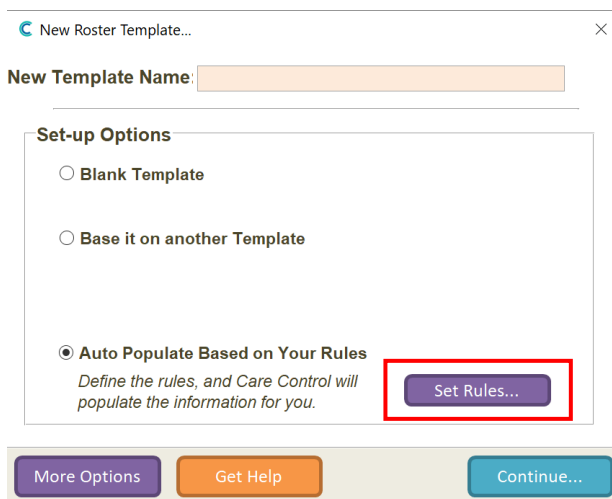 New Roster Template...
New Template Name:
Set-up Options
Blank Template
Base it on another Template
Auto Populate Based on Your Rules
Define the rules, and Care Control will
populate the information for you.
Set Rules...
More Options
Get Help
Continue...